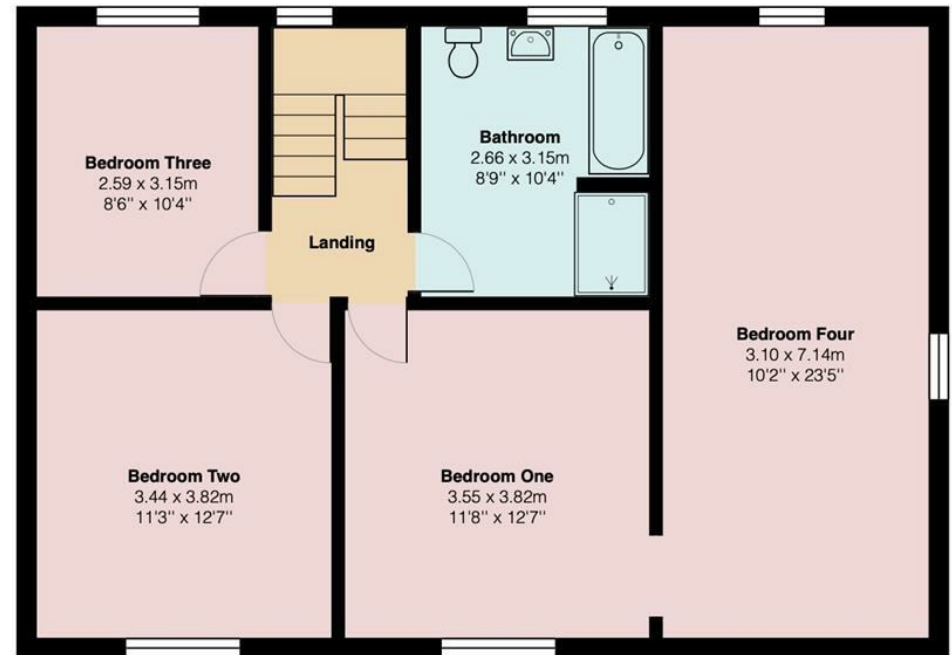 Bedroom Three
2.59 x 3.15m
8'6'' x 10'4''
Landing
Bathroom
2.66 x 3.15m
8'9'' x 10'4''
Bedroom Four
3.10 x 7.14m
10'2'' x 23'5''
Bedroom Two
3.44 x 3.82m
11'3'' x 12'7''
Bedroom One
3.55 x 3.82m
11'8'' x 12'7''